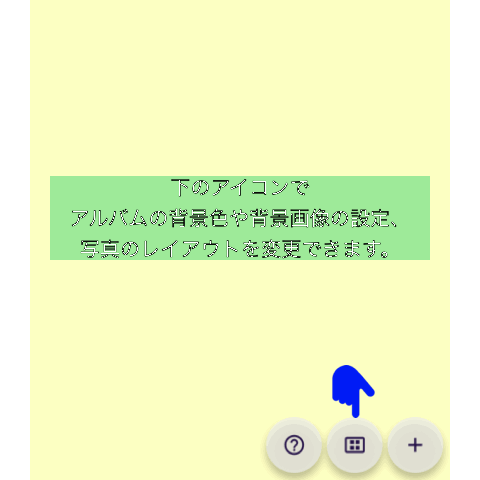 下のアイコンで
アルバムの背景色や背景画像の設定、
写真のレイアウトを変更できます。